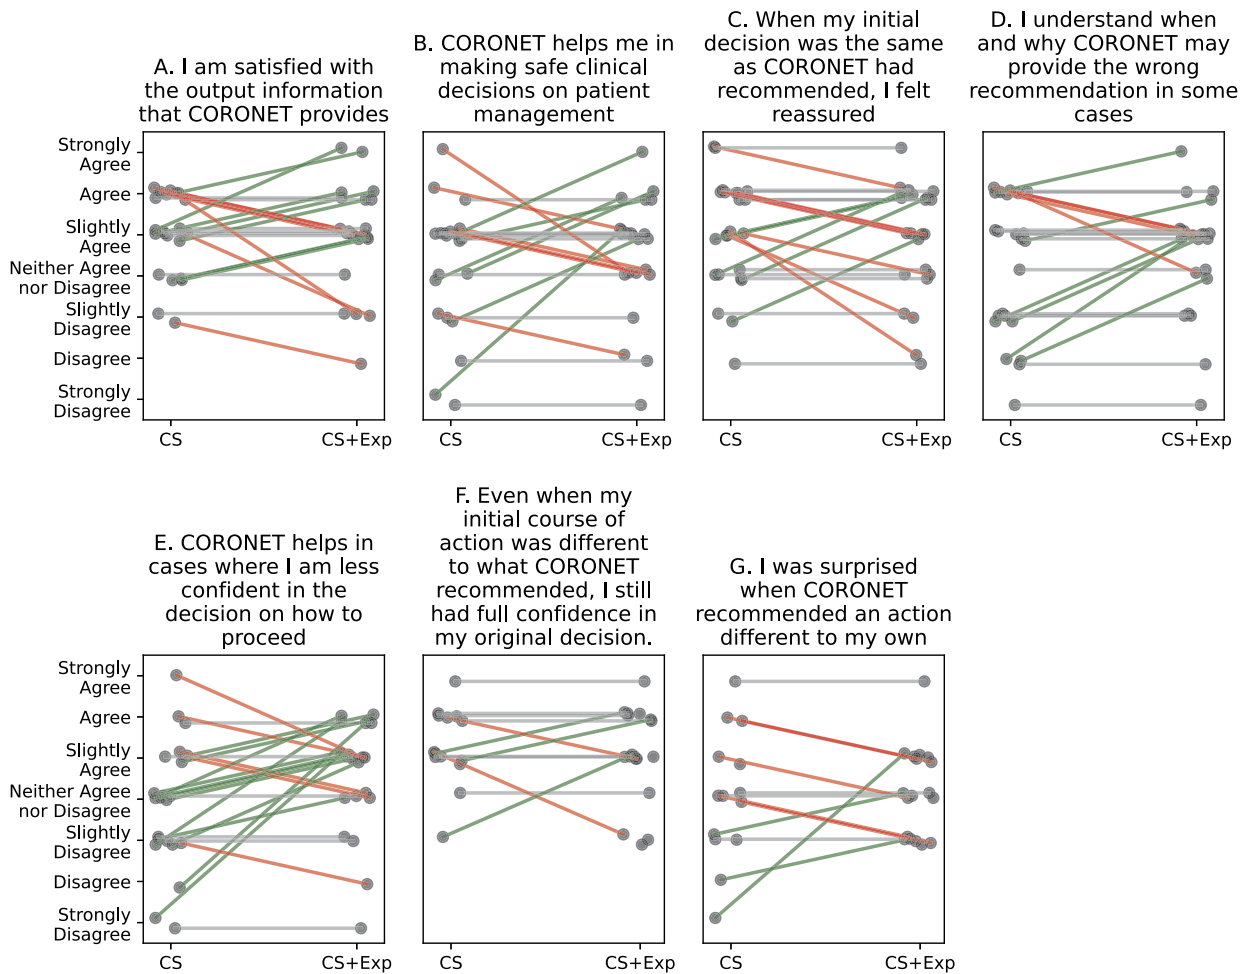 A. I am satisfied with
the output information
that CORONET provides
B. CORONET helps me in
making safe clinical
decisions on patient
management
C. When my initial
decision was the same
as CORONET had
recommended, I felt
reassured
D. I understand when
and why CORONET may
provide the wrong
recommendation in some
cases
Strongly
Agree
Agree
Slightly
Agree
Neither Agree
nor Disagree
Slightly
Disagree
Disagree
Strongly
Disagree
CS
CS+Exp
CS
CS+Exp
CS
CS+Exp
CS
CS+Exp
E. CORONET helps in
cases where I am less
confident in the
decision on how to
proceed
F. Even when my
initial course of
action was different
to what CORONET
recommended, I still
had full confidence in
my original decision.
G. I was surprised
when CORONET
recommended an action
different to my own
Strongly
Agree
Agree
Slightly
Agree
Neither Agree
nor Disagree
Slightly
Disagree
Disagree
Strongly
Disagree
CS
CS+Exp
CS
CS+Exp
CS
CS+Exp